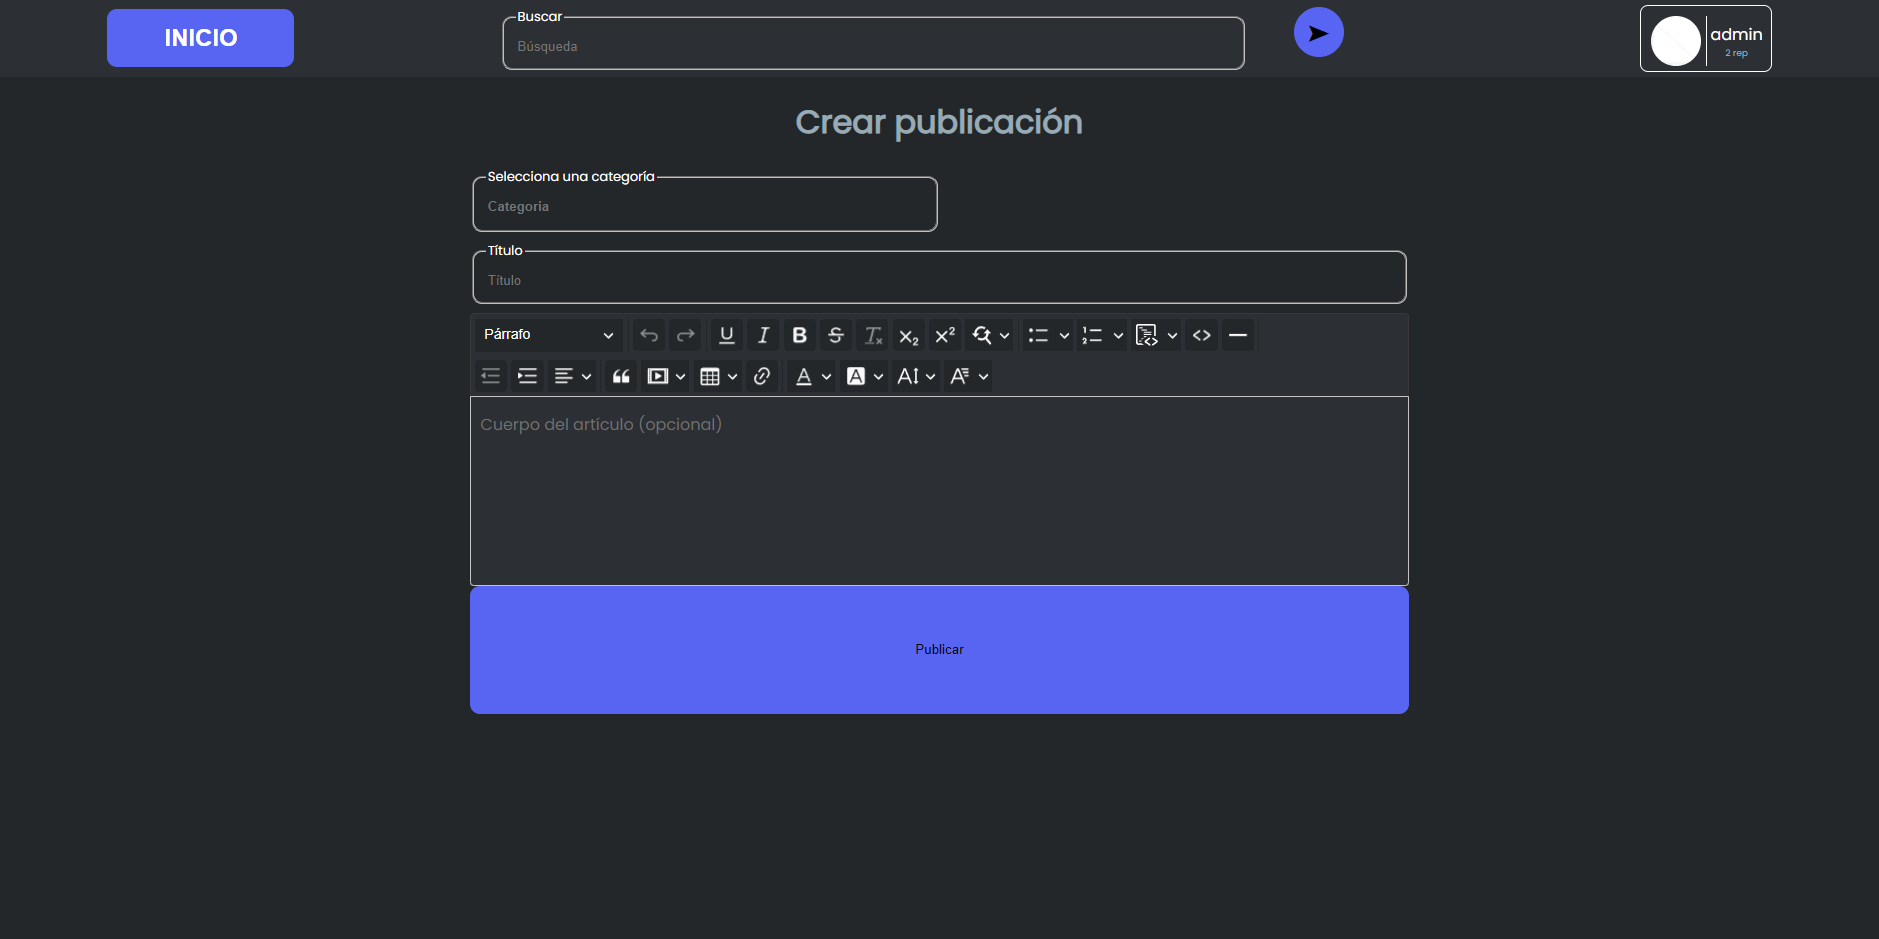 INICIO
Buscar
Búsqueda
admin
2 rep
Crear publicación
Selecciona una categoría
Categoria
Título
Título
Párrafo
Cuerpo del artículo (opcional)
Publicar